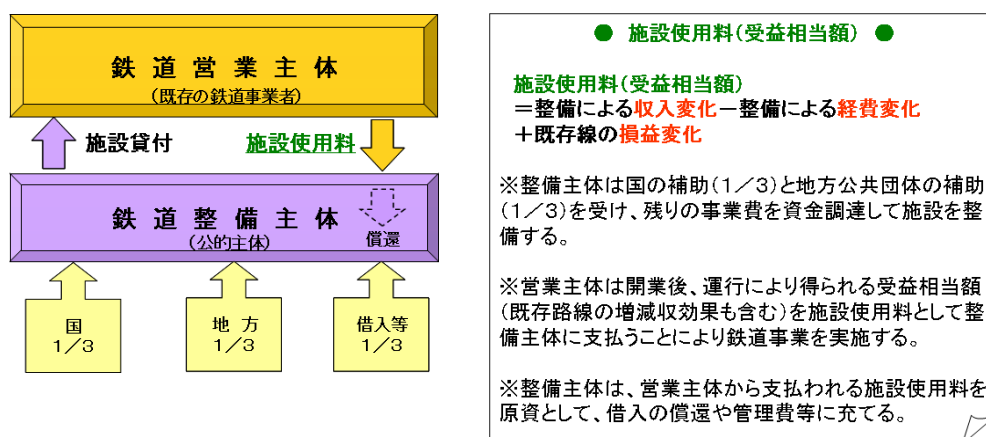 鉄道営業主体
(既存の鉄道事業者)
施設貸付
施設使用料
鉄道整備主体
(公的主体)
償還
国
1/3
地方
1/3
借入等
1/3
● 施設使用料(受益相当額) ●
施設使用料(受益相当額)
=整備による収入変化-整備による経費変化
+既存線の損益変化
※整備主体は国の補助(1/3)と地方公共団体の補助
(1/3)を受け、残りの事業費を資金調達して施設を整
備する。
※営業主体は開業後、運行により得られる受益相当額
(既存路線の増減収効果も含む)を施設使用料として整
備主体に支払うことにより鉄道事業を実施する。
※整備主体は、営業主体から支払われる施設使用料を
原資として、借入の償還や管理費等に充てる。